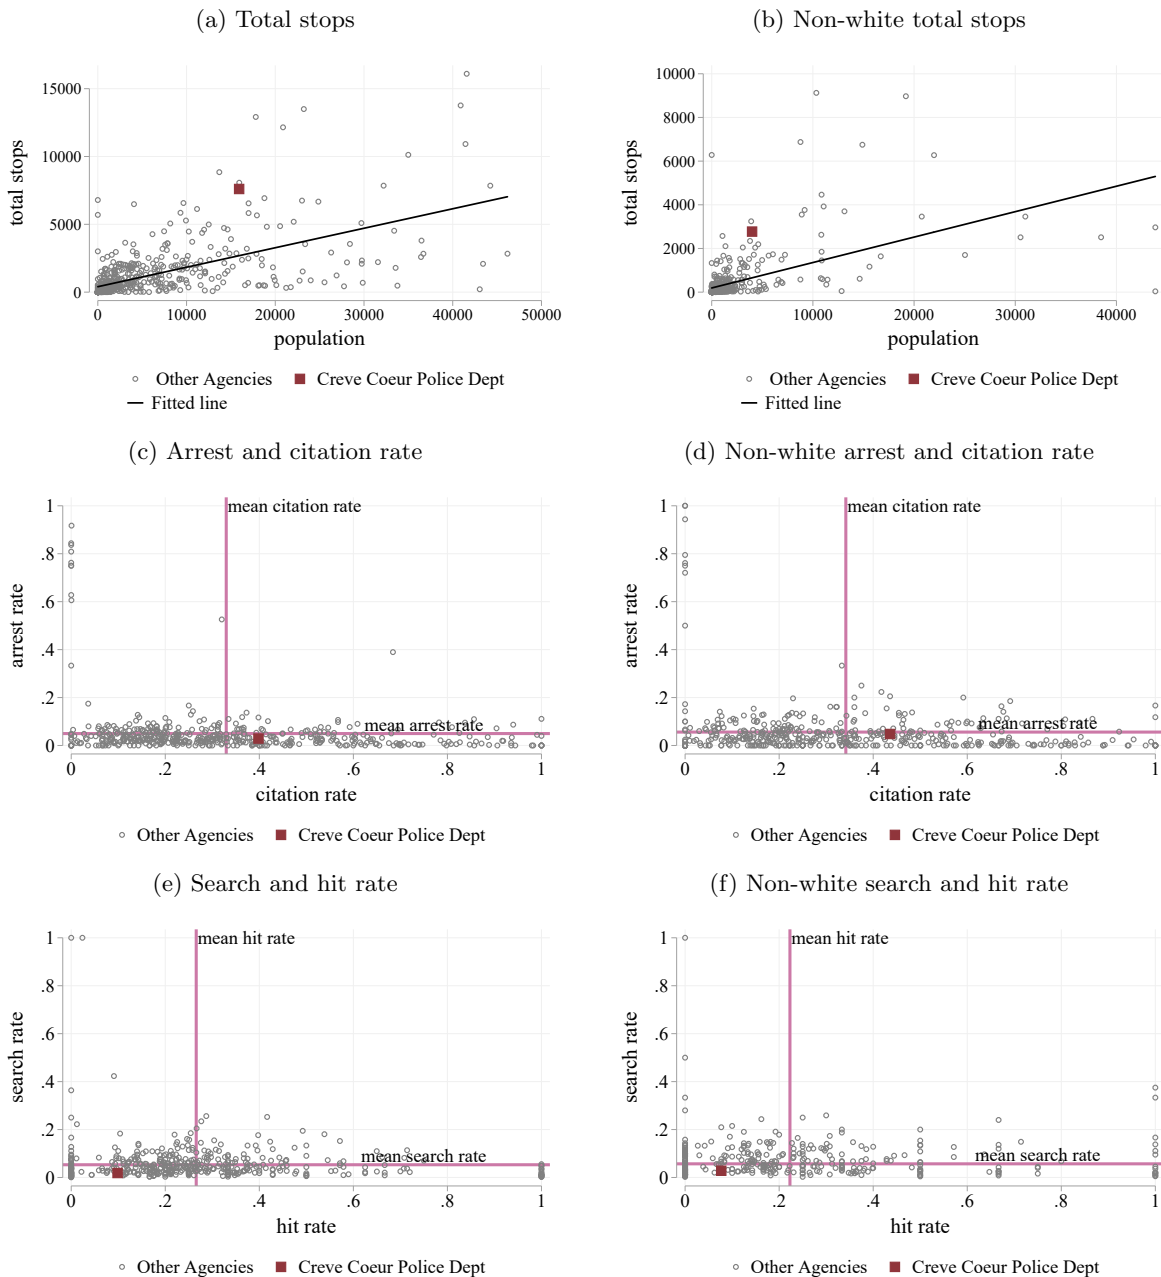 (a) Total stops
15000
10000
5000
0
total stops
0 10000 20000 30000 40000 50000
population
Other Agencies Creve Coeur Police Dept
Fitted line
(b) Non-white total stops
10000
8000
6000
4000
2000
0
total stops
0 10000 20000 30000 40000
population
Other Agencies Creve Coeur Police Dept
Fitted line
(c) Arrest and citation rate
mean citation rate
1
.8
.6
.4
.2
0
arrest rate
mean arrest rate
0 .2 .4 .6 .8 1
citation rate
Other Agencies Creve Coeur Police Dept
(d) Non-white arrest and citation rate
mean citation rate
1
.8
.6
.4
.2
0
arrest rate
mean arrest rate
0 .2 .4 .6 .8 1
citation rate
Other Agencies Creve Coeur Police Dept
(e) Search and hit rate
mean hit rate
1
.8
.6
.4
.2
0
search rate
mean search rate
0 .2 .4 .6 .8 1
hit rate
Other Agencies Creve Coeur Police Dept
(f) Non-white search and hit rate
mean hit rate
1
.8
.6
.4
.2
0
search rate
mean search rate
0 .2 .4 .6 .8 1
hit rate
Other Agencies Creve Coeur Police Dept